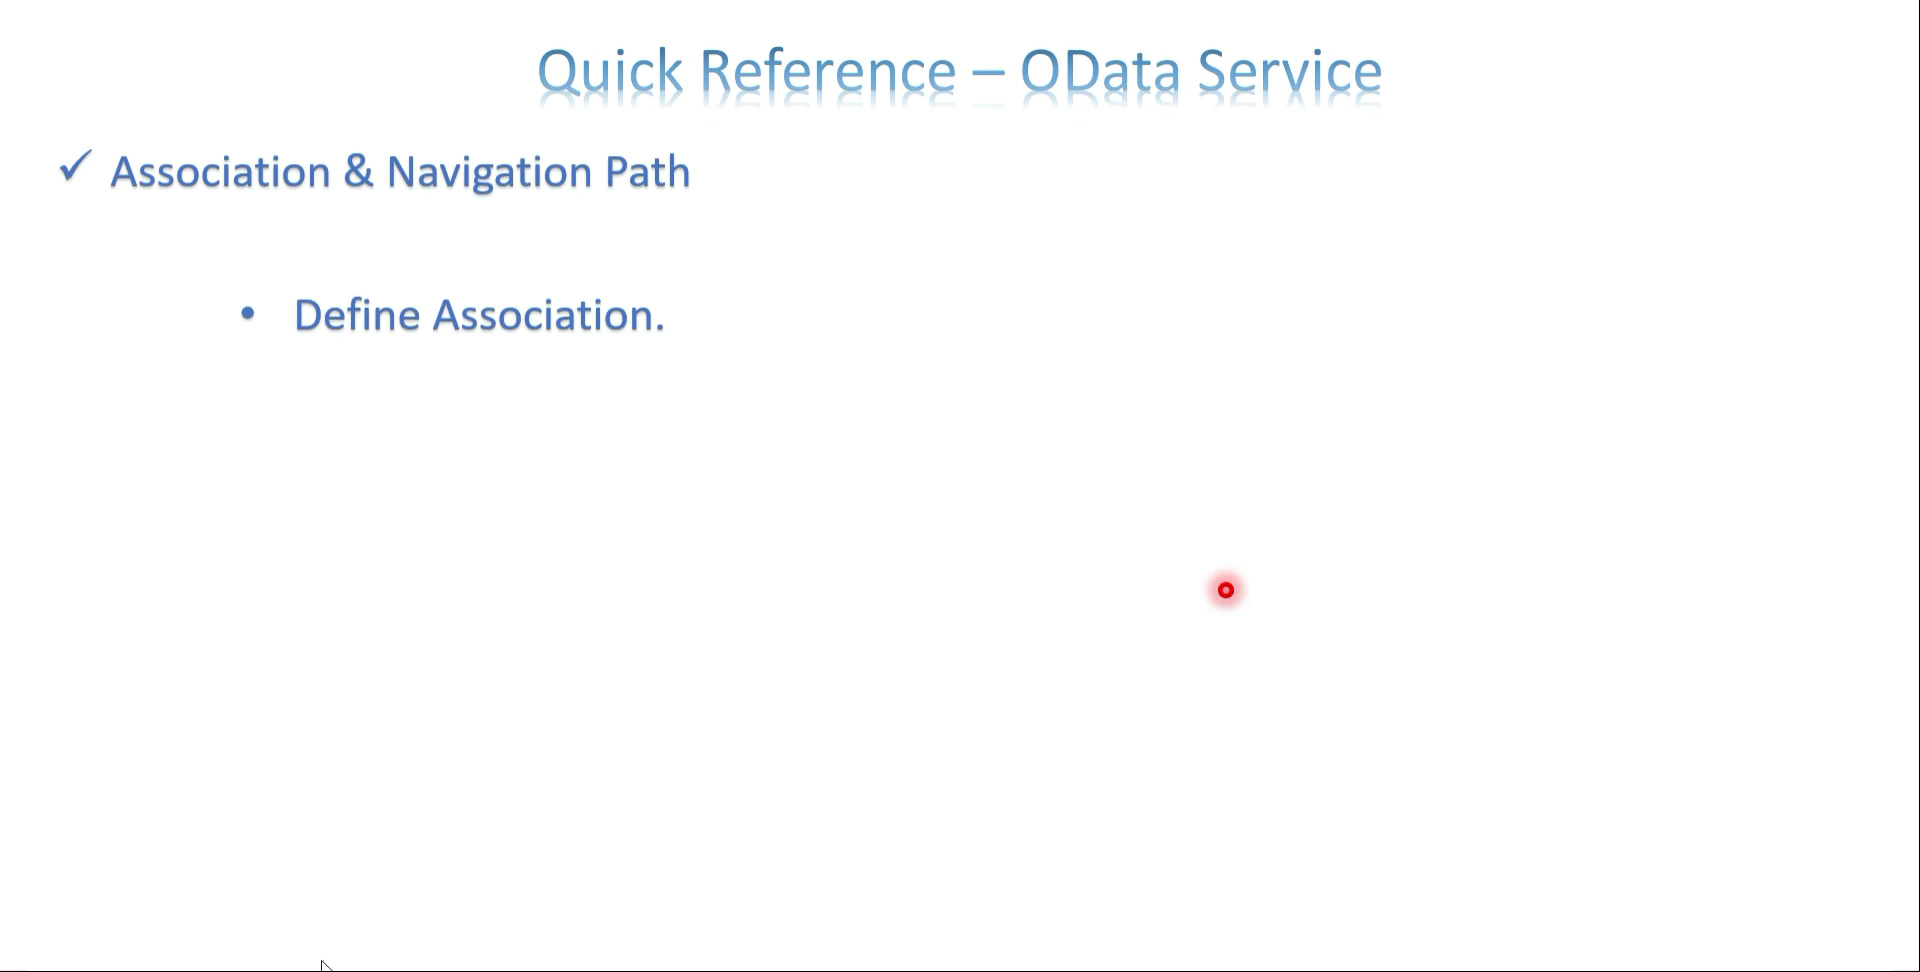 Quick Reference – OData Service
✓ Association & Navigation Path
• Define Association.